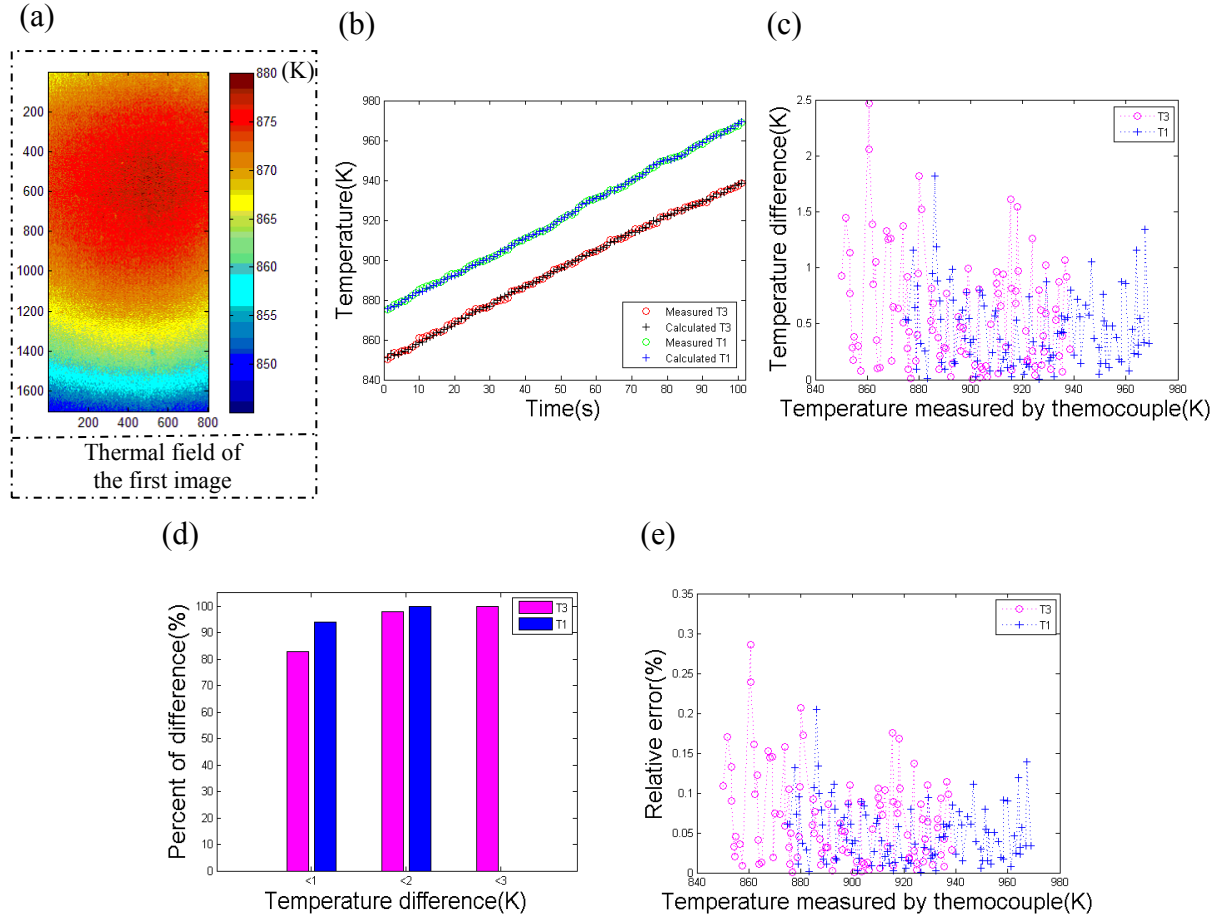 (a)
(K)
880
875
870
865
860
855
850
200
400
600
800
1000
1200
1400
1600
200 400 600 800
Thermal field of
the first image
(b)
Temperature(K)
980
960
940
920
900
880
860
840
0 10 20 30 40 50 60 70 80 90 100
Time(s)
Measured T3
Calculated T3
Measured T1
Calculated T1
(c)
Temperature difference(K)
2.5
2
1.5
1
0.5
0
840 860 880 900 920 940 960 980
Temperature measured by themocouple(K)
T3
T1
(d)
Percent of difference(%)
100
90
80
70
60
50
40
30
20
10
0
<1 <2 <3
Temperature difference(K)
T3
T1
(e)
Relative error(%)
0.35
0.3
0.25
0.2
0.15
0.1
0.05
0
840 860 880 900 920 940 960 980
Temperature measured by themocouple(K)
T3
T1